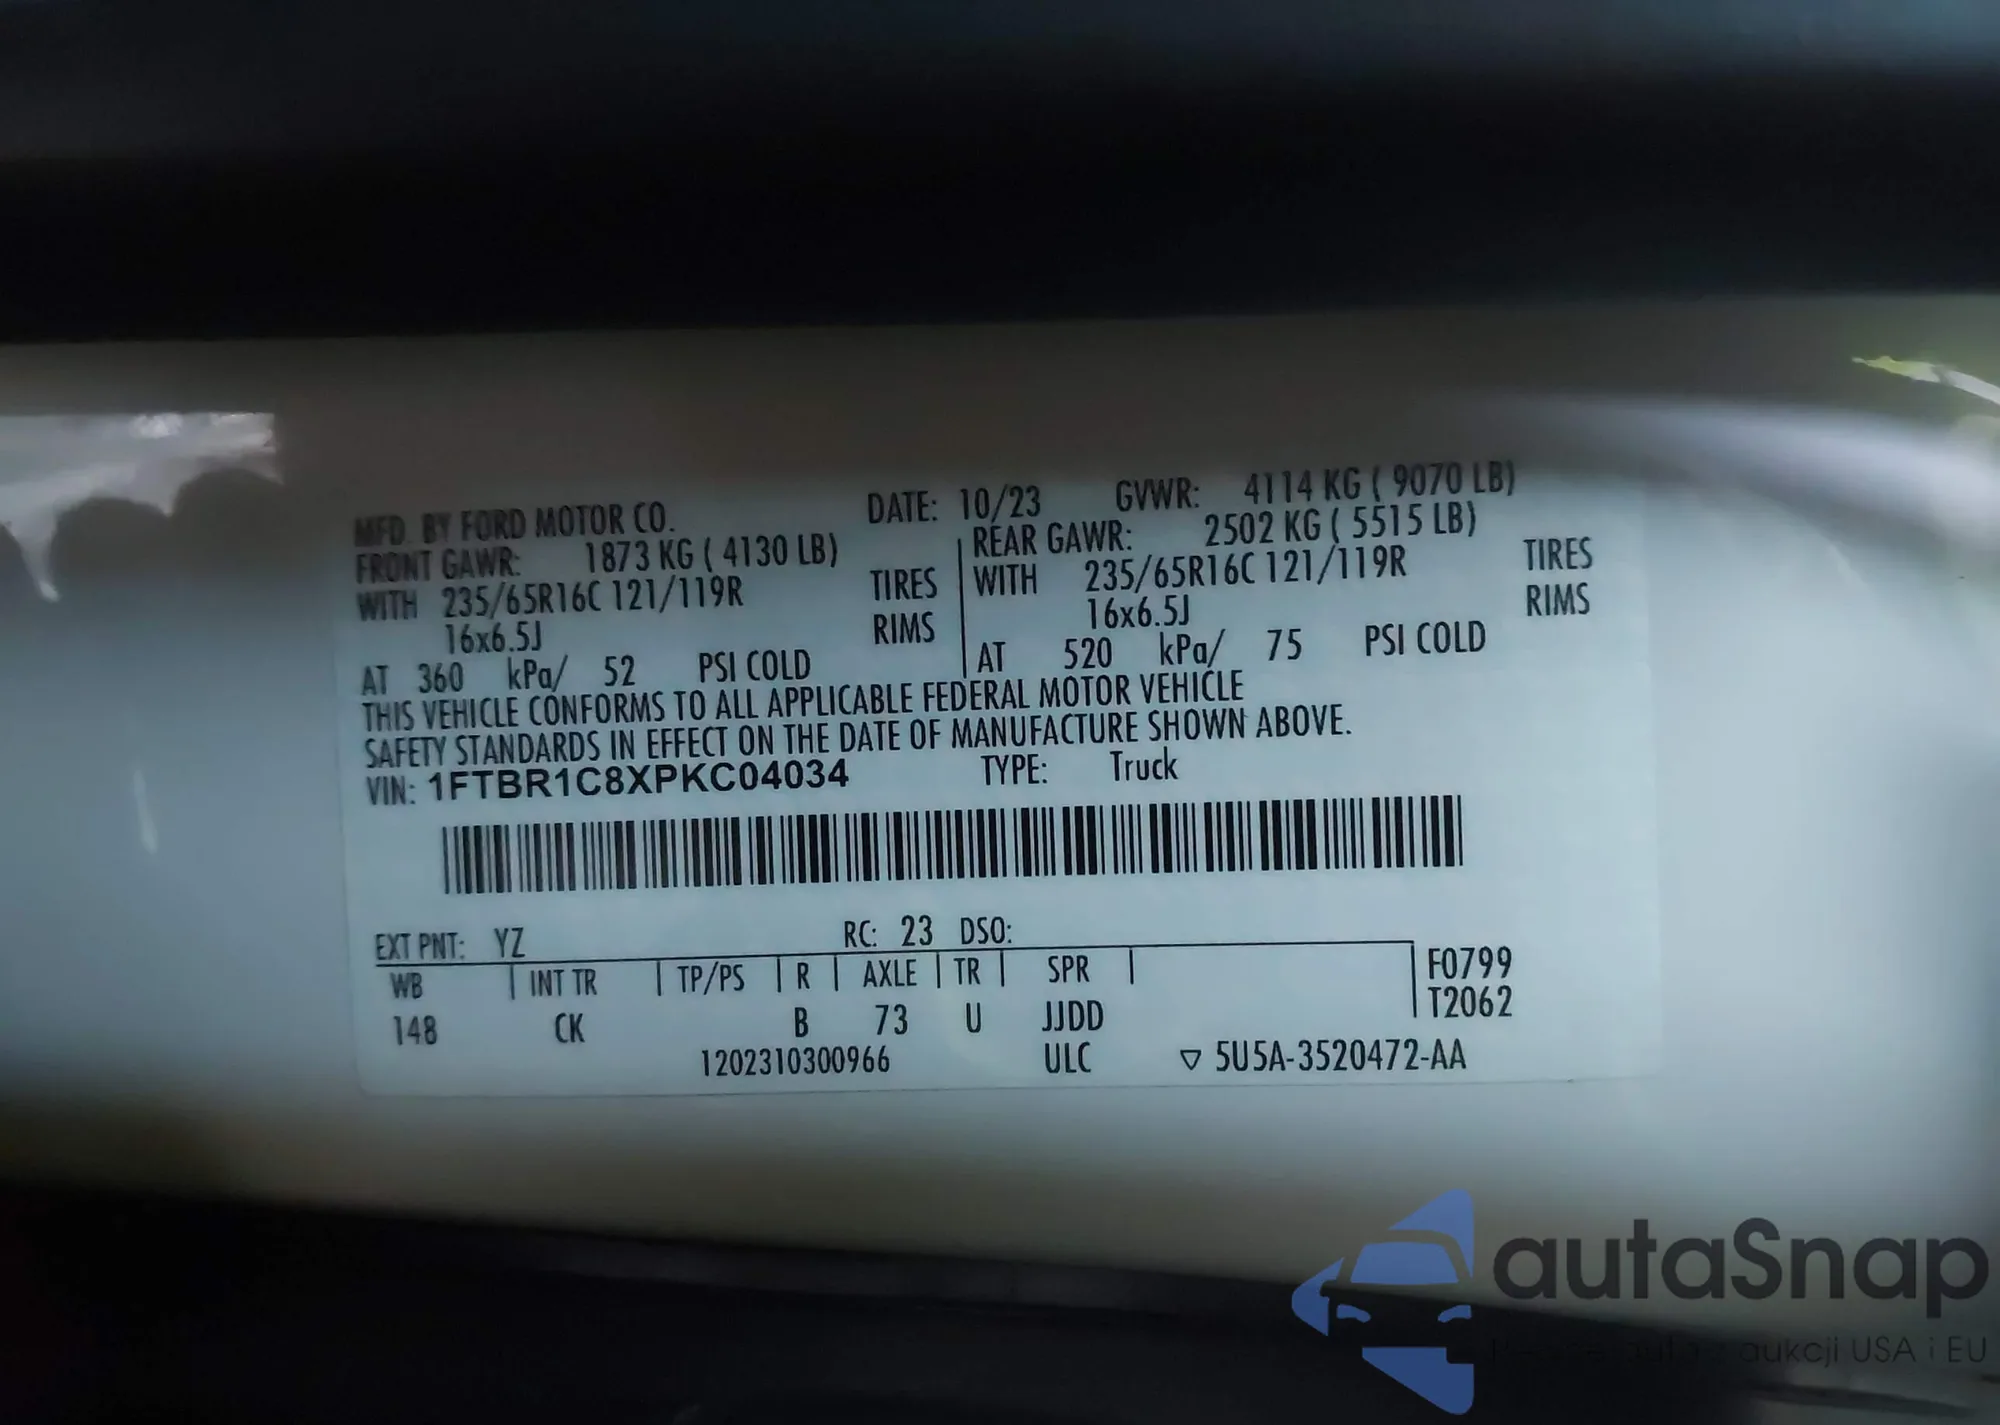 MFD. BY FORD MOTOR CO. DATE: 10/23 GVWR: 4114 KG ( 9070 LB)
FRONT GAWR: 1873 KG ( 4130 LB) REAR GAWR: 2502 KG ( 5515 LB)
WITH 235/65R16C 121/119R TIRES WITH 235/65R16C 121/119R TIRES
16x6.5J RIMS 16x6.5J RIMS
AT 360 kPa/ 52 PSI COLD AT 520 kPa/ 75 PSI COLD
THIS VEHICLE CONFORMS TO ALL APPLICABLE FEDERAL MOTOR VEHICLE
SAFETY STANDARDS IN EFFECT ON THE DATE OF MANUFACTURE SHOWN ABOVE.
VIN: 1FTBR1C8XPKC04034 TYPE: Truck
EXT PNT: YZ RC: 23 DSO:
WB INT TR TP/PS R AXLE TR SPR F0799
148 CK B 73 U JJDD T2062
1202310300966 ULC ▽ 5U5A-3520472-AA
autaSnap
aukcji USA i EU